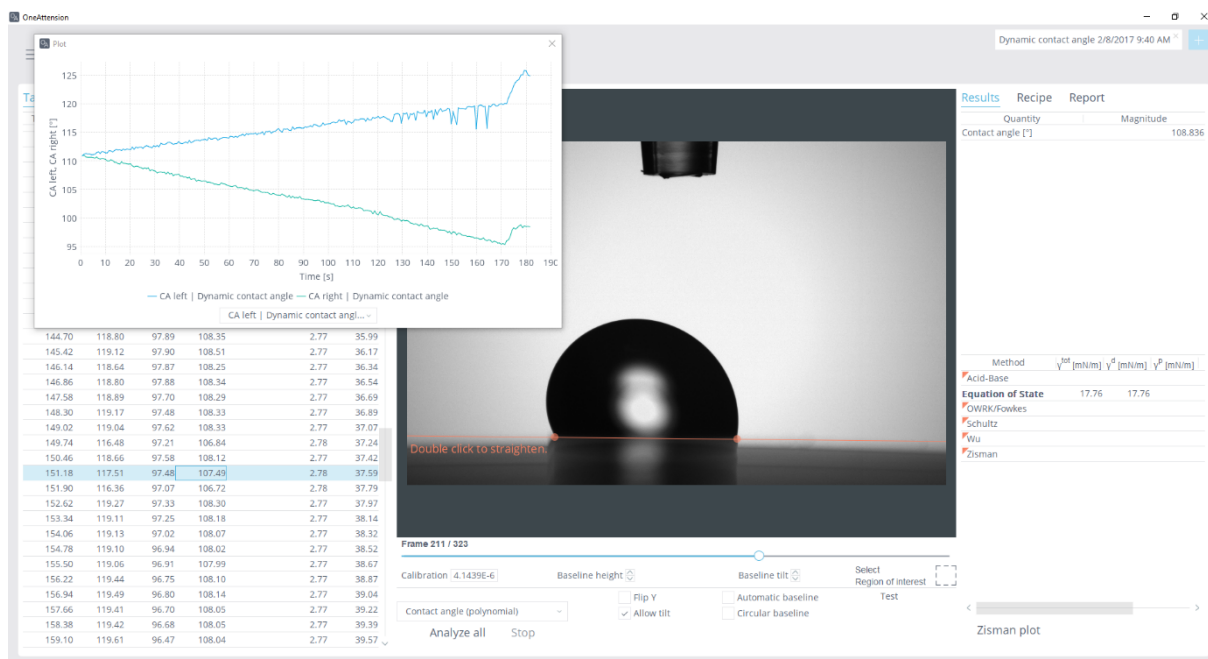 OneAttension
Plot
Dynamic contact angle 2/8/2017 9:40 AM
125
120
115
110
105
100
95
CA left, CA right [°]
0 10 20 30 40 50 60 70 80 90 100 110 120 130 140 150 160 170 180 190
Time [s]
CA left | Dynamic contact angle CA right | Dynamic contact angle
CA left | Dynamic contact angl...
144.70 118.80 97.89 108.35 2.77 35.99
145.42 119.12 97.90 108.51 2.77 36.17
146.14 118.64 97.87 108.25 2.77 36.34
146.86 118.80 97.88 108.34 2.77 36.54
147.58 118.89 97.70 108.29 2.77 36.69
148.30 119.17 97.48 108.33 2.77 36.89
149.02 119.04 97.62 108.33 2.77 37.07
149.74 116.48 97.21 106.84 2.78 37.24
150.46 118.66 97.58 108.12 2.77 37.42
151.18 117.51 97.48 107.49 2.78 37.59
151.90 116.36 97.07 106.72 2.78 37.79
152.62 119.27 97.33 108.30 2.77 37.97
153.34 119.11 97.25 108.18 2.77 38.14
154.06 119.13 97.02 108.07 2.77 38.32
154.78 119.10 96.94 108.02 2.77 38.52
155.50 119.06 96.91 107.99 2.77 38.67
156.22 119.44 96.75 108.10 2.77 38.87
156.94 119.49 96.80 108.14 2.77 39.04
157.66 119.41 96.70 108.05 2.77 39.22
158.38 119.42 96.68 108.05 2.77 39.39
159.10 119.61 96.47 108.04 2.77 39.57
Double click to straighten.
Frame 211 / 323
Calibration 4.1439E-6 Baseline height Baseline tilt Select
Region of interest
Flip Y Automatic baseline Test
Contact angle (polynomial) Allow tilt Circular baseline
Analyze all Stop
Results Recipe Report
Quantity Magnitude
Contact angle [°] 108.836
Method γtot [mN/m] γd [mN/m] γp [mN/m]
Acid-Base
Equation of State 17.76 17.76
OWRK/Fowkes
Schultz
Wu
Zisman
Zisman plot